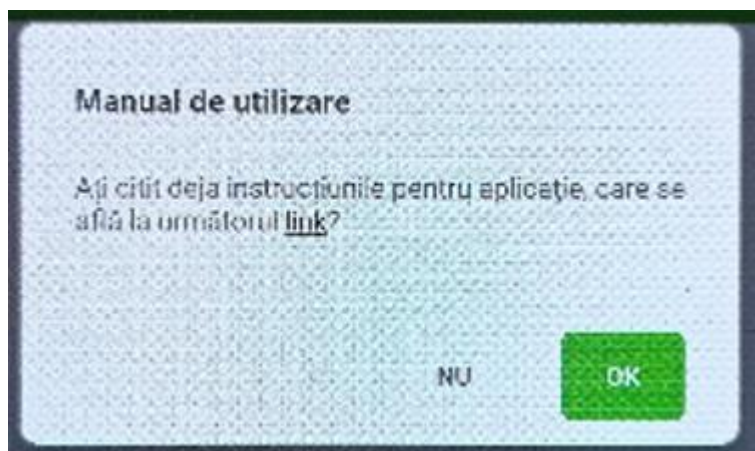 Manual de utilizare
Ați citit deja instrucțiunile pentru aplicație, care se
află la următorul link?
NU
OK